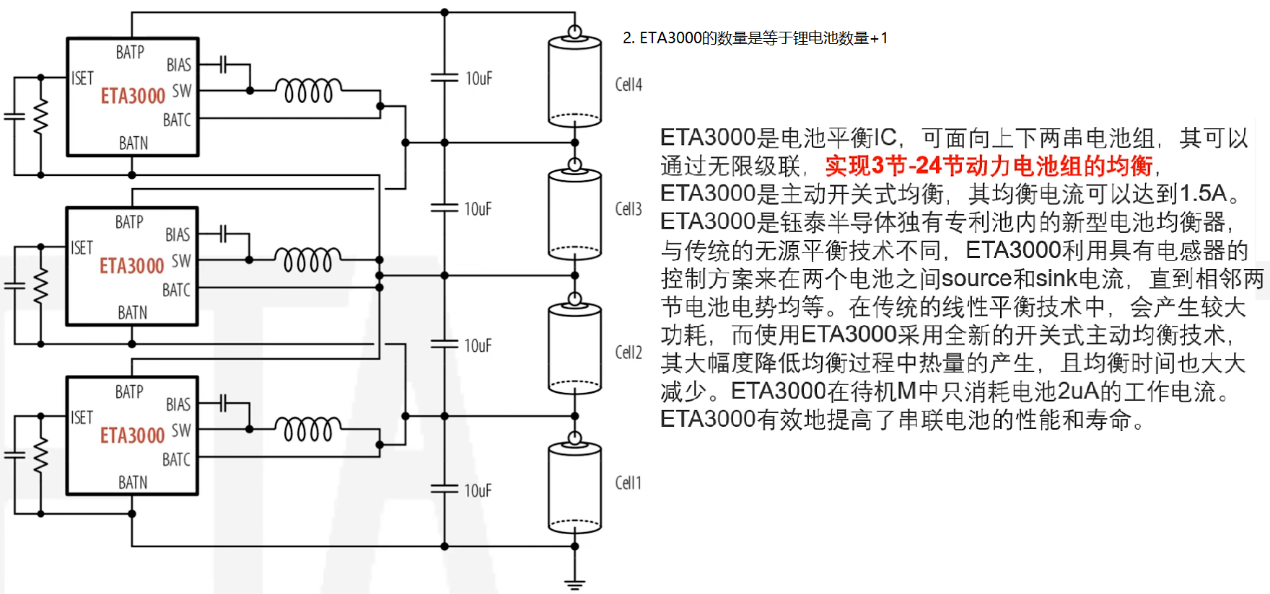 BATP
BIAS
ISET
ETA3000
SW
BATC
BATN
10uF
Cell4
BATP
BIAS
ISET
ETA3000
SW
BATC
BATN
10uF
Cell3
10uF
Cell2
BATP
BIAS
ISET
ETA3000
SW
BATC
BATN
10uF
Cell1
2. ETA3000的数量是等于锂电池数量+1
ETA3000是电池平衡IC，可面向上下两串电池组，其可以
通过无限级联，实现3节-24节动力电池组的均衡，
ETA3000是主动开关式均衡，其均衡电流可以达到1.5A。
ETA3000是钰泰半导体独有专利池内的新型电池均衡器，
与传统的无源平衡技术不同，ETA3000利用具有电感器的
控制方案来在两个电池之间source和sink电流，直到相邻两
节电池电势均等。在传统的线性平衡技术中，会产生较大
功耗，而使用ETA3000采用全新的开关式主动均衡技术，
其大幅度降低均衡过程中热量的产生，且均衡时间也大大
减少。ETA3000在待机M中只消耗电池2uA的工作电流。
ETA3000有效地提高了串联电池的性能和寿命。